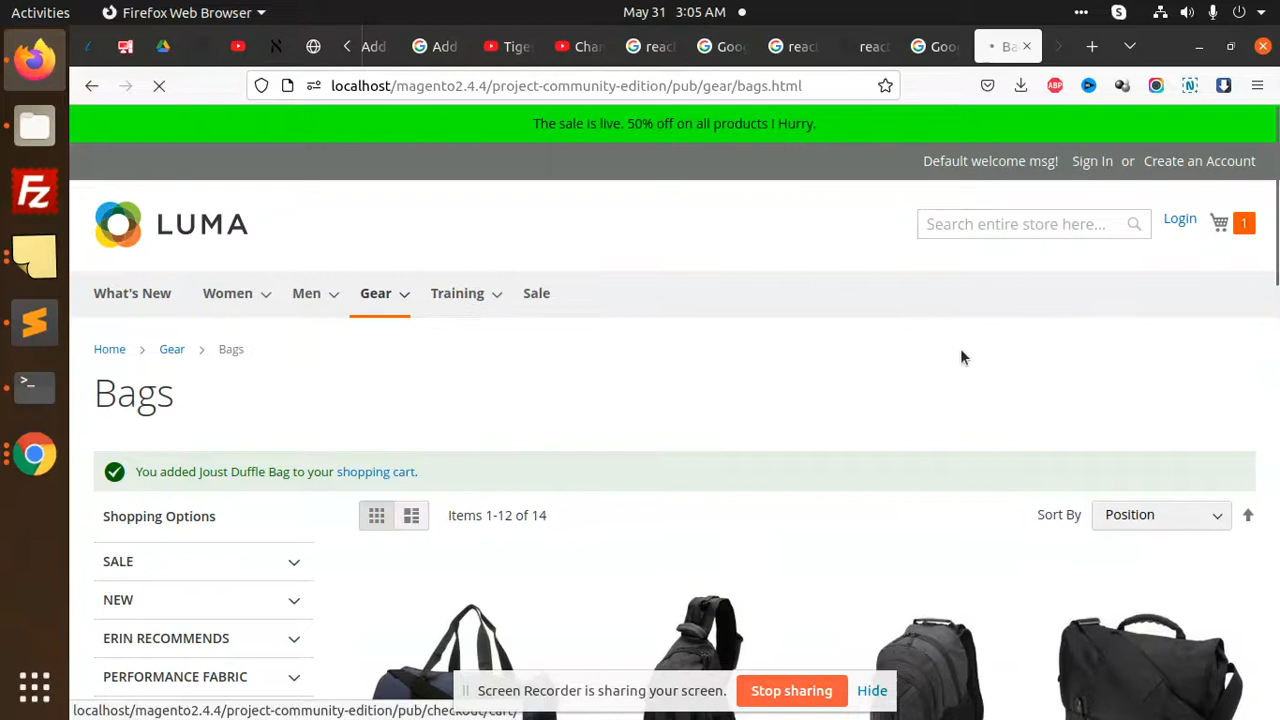 Activities Firefox Web Browser May 31 3:05 AM
Add Add Tige Chan reac Goo reac reac Goo Ba
localhost/magento2.4.4/project-community-edition/pub/gear/bags.html ABP N
The sale is live. 50% off on all products ! Hurry.
Default welcome msg! Sign In or Create an Account
LUMA Search entire store here... Login 1
What's New Women Men Gear Training Sale
Home Gear Bags
Bags
You added Joust Duffle Bag to your shopping cart.
Shopping Options Items 1-12 of 14 Sort By Position
SALE
NEW
ERIN RECOMMENDS
PERFORMANCE FABRIC
Screen Recorder is sharing your screen. Stop sharing Hide
localhost/magento2.4.4/project-community-edition/pub/checkout/cart/